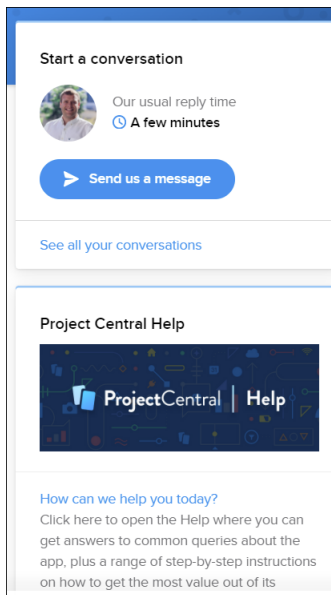 Start a conversation
Our usual reply time
A few minutes
Send us a message
See all your conversations
Project Central Help
ProjectCentral | Help
How can we help you today?
Click here to open the Help where you can
get answers to common queries about the
app, plus a range of step-by-step instructions
on how to get the most value out of its